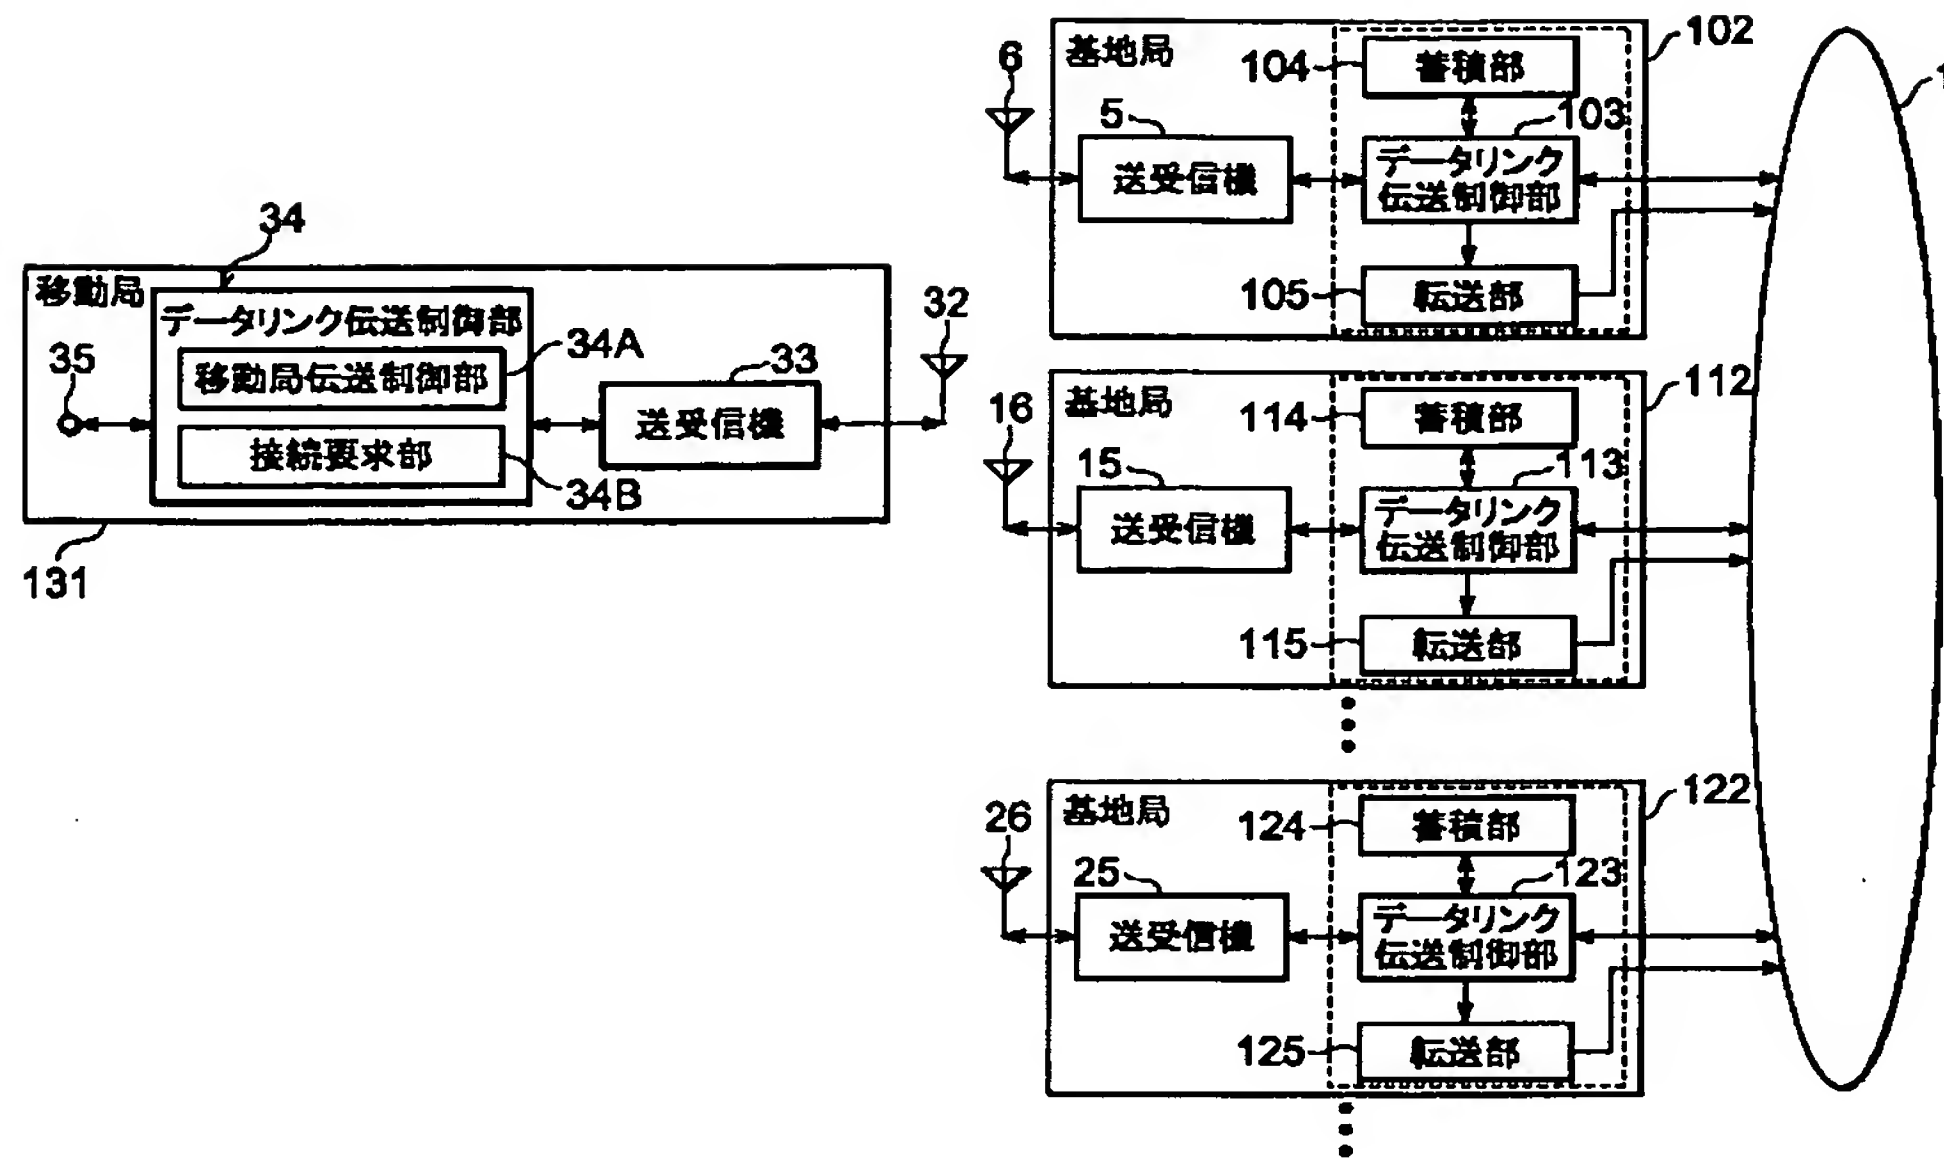 34
移動局
データリンク伝送制御部
34A
移動局伝送制御部
35
接続要求部
34B
33
送受信機
32
131
102
基地局
6
104
蓄積部
5
103
送受信機
データリンク
伝送制御部
105
転送部
112
基地局
16
114
蓄積部
15
113
送受信機
データリンク
伝送制御部
115
転送部
122
基地局
26
124
蓄積部
25
123
送受信機
データリンク
伝送制御部
125
転送部